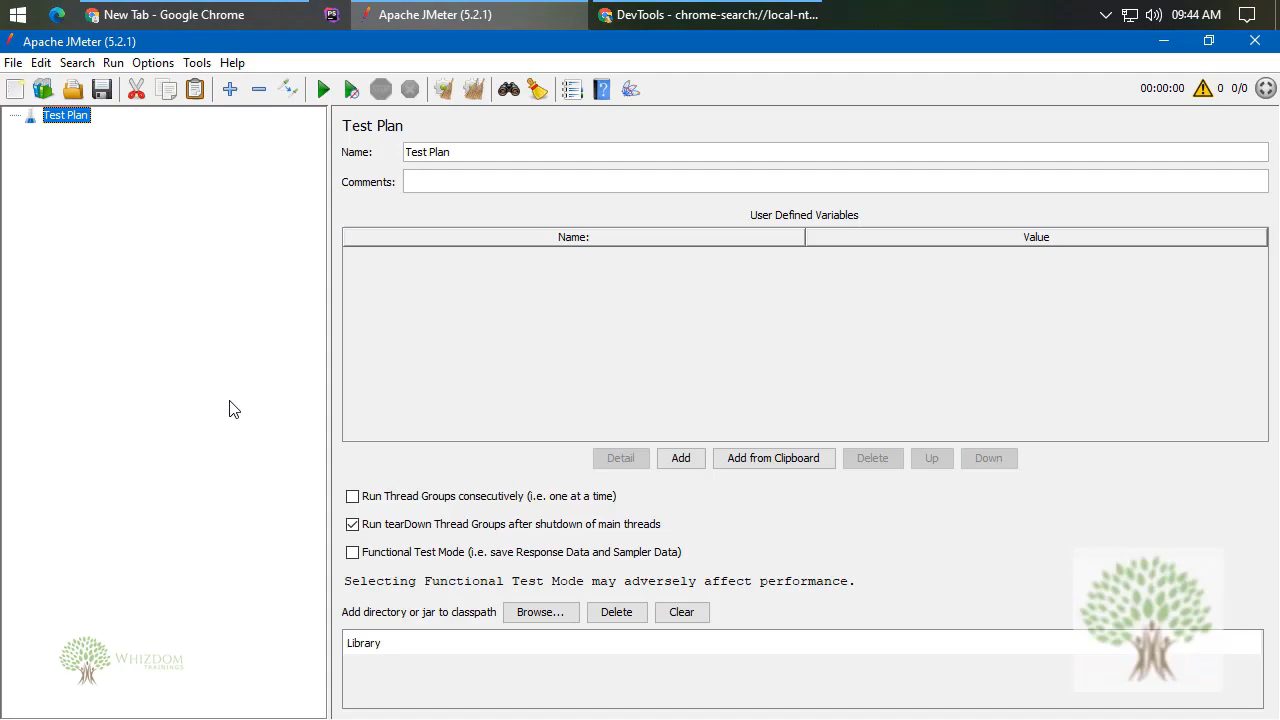 New Tab - Google Chrome
PS
Apache JMeter (5.2.1)
DevTools - chrome-search://local-nt...
09:44 AM
Apache JMeter (5.2.1)
File Edit Search Run Options Tools Help
STOP
00:00:00 0 0/0
Test Plan
Test Plan
Name: Test Plan
Comments:
User Defined Variables
Name: Value
Detail Add Add from Clipboard Delete Up Down
Run Thread Groups consecutively (i.e. one at a time)
Run tearDown Thread Groups after shutdown of main threads
Functional Test Mode (i.e. save Response Data and Sampler Data)
Selecting Functional Test Mode may adversely affect performance.
Add directory or jar to classpath Browse... Delete Clear
Library
WHIZDOM
TRAININGS